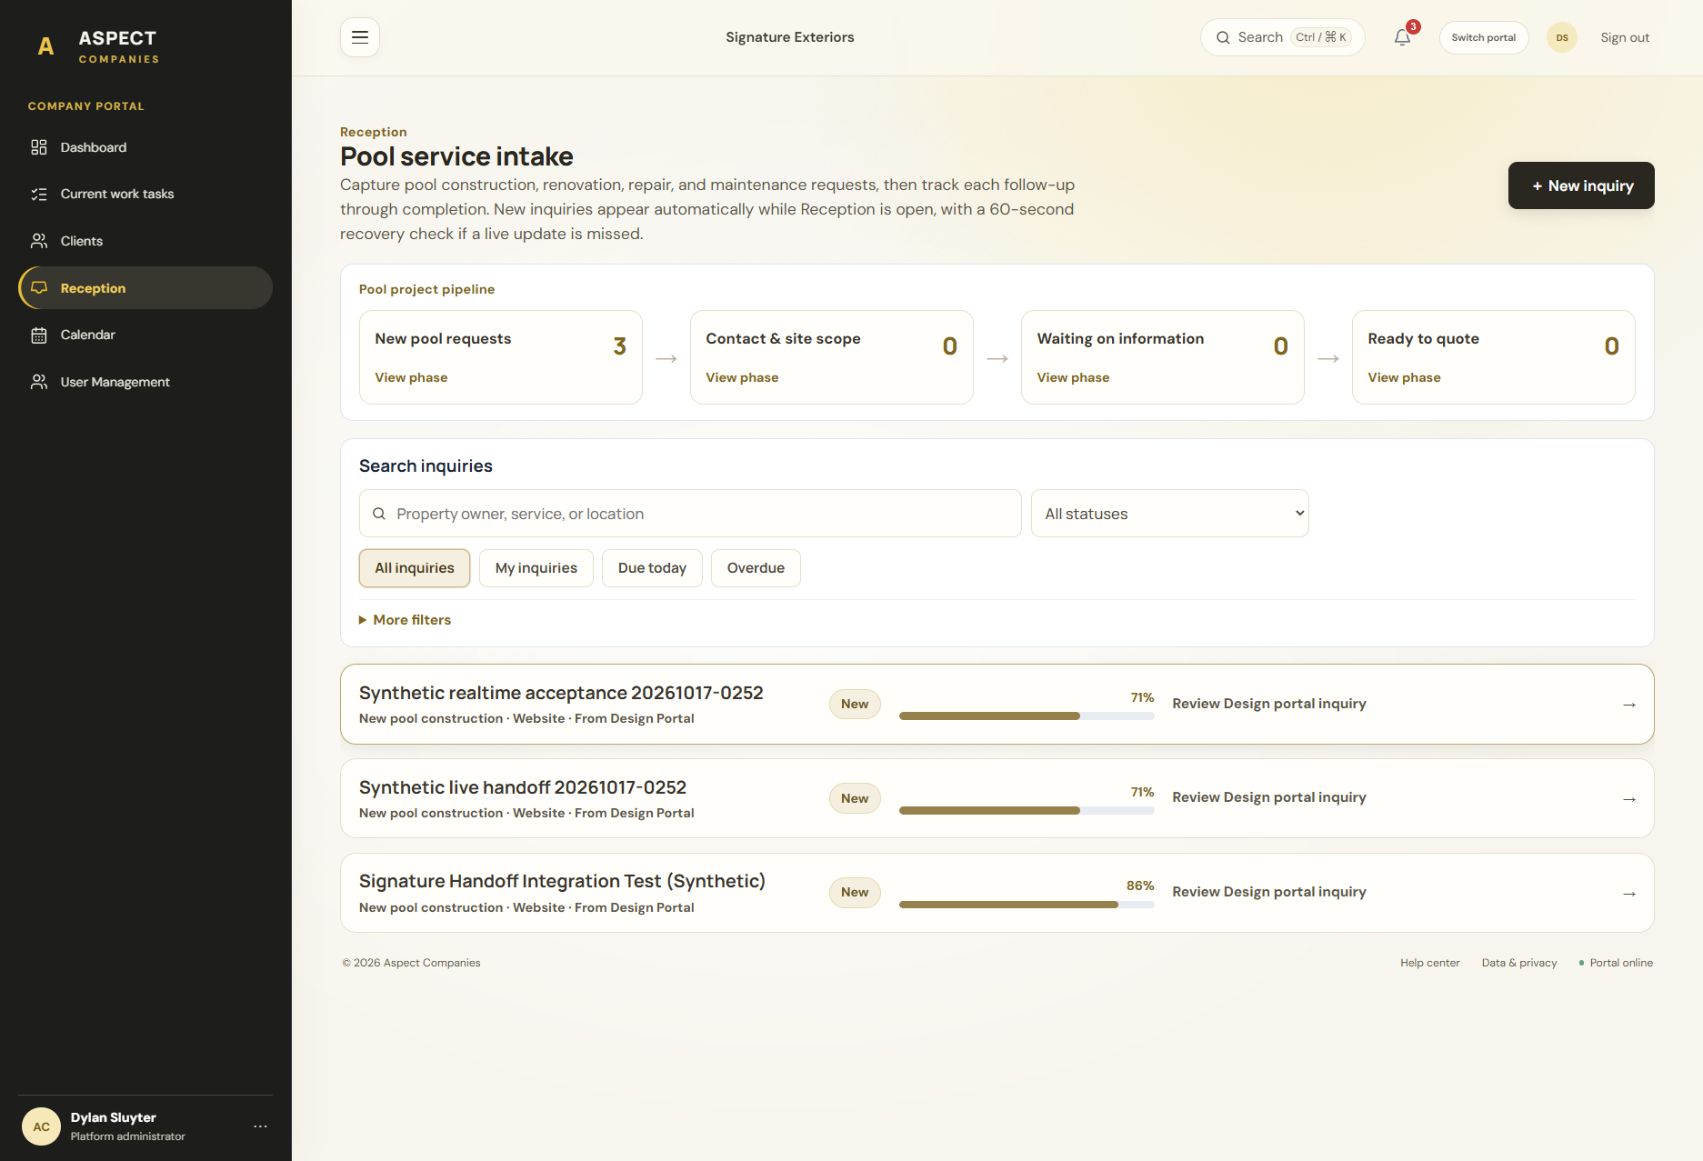 A
ASPECT
COMPANIES
COMPANY PORTAL
Dashboard
Current work tasks
Clients
Reception
Calendar
User Management
AC
Dylan Sluyter
Platform administrator
...
Signature Exteriors
Search Ctrl / ⌘ K
3
Switch portal
DS
Sign out
Reception
Pool service intake
Capture pool construction, renovation, repair, and maintenance requests, then track each follow-up
through completion. New inquiries appear automatically while Reception is open, with a 60-second
recovery check if a live update is missed.
+ New inquiry
Pool project pipeline
New pool requests 3
View phase
→
Contact & site scope 0
View phase
→
Waiting on information 0
View phase
→
Ready to quote 0
View phase
Search inquiries
Property owner, service, or location
All statuses
All inquiries My inquiries Due today Overdue
▶ More filters
Synthetic realtime acceptance 20261017-0252
New pool construction · Website · From Design Portal
New
71%
Review Design portal inquiry →
Synthetic live handoff 20261017-0252
New pool construction · Website · From Design Portal
New
71%
Review Design portal inquiry →
Signature Handoff Integration Test (Synthetic)
New pool construction · Website · From Design Portal
New
86%
Review Design portal inquiry →
© 2026 Aspect Companies
Help center Data & privacy Portal online